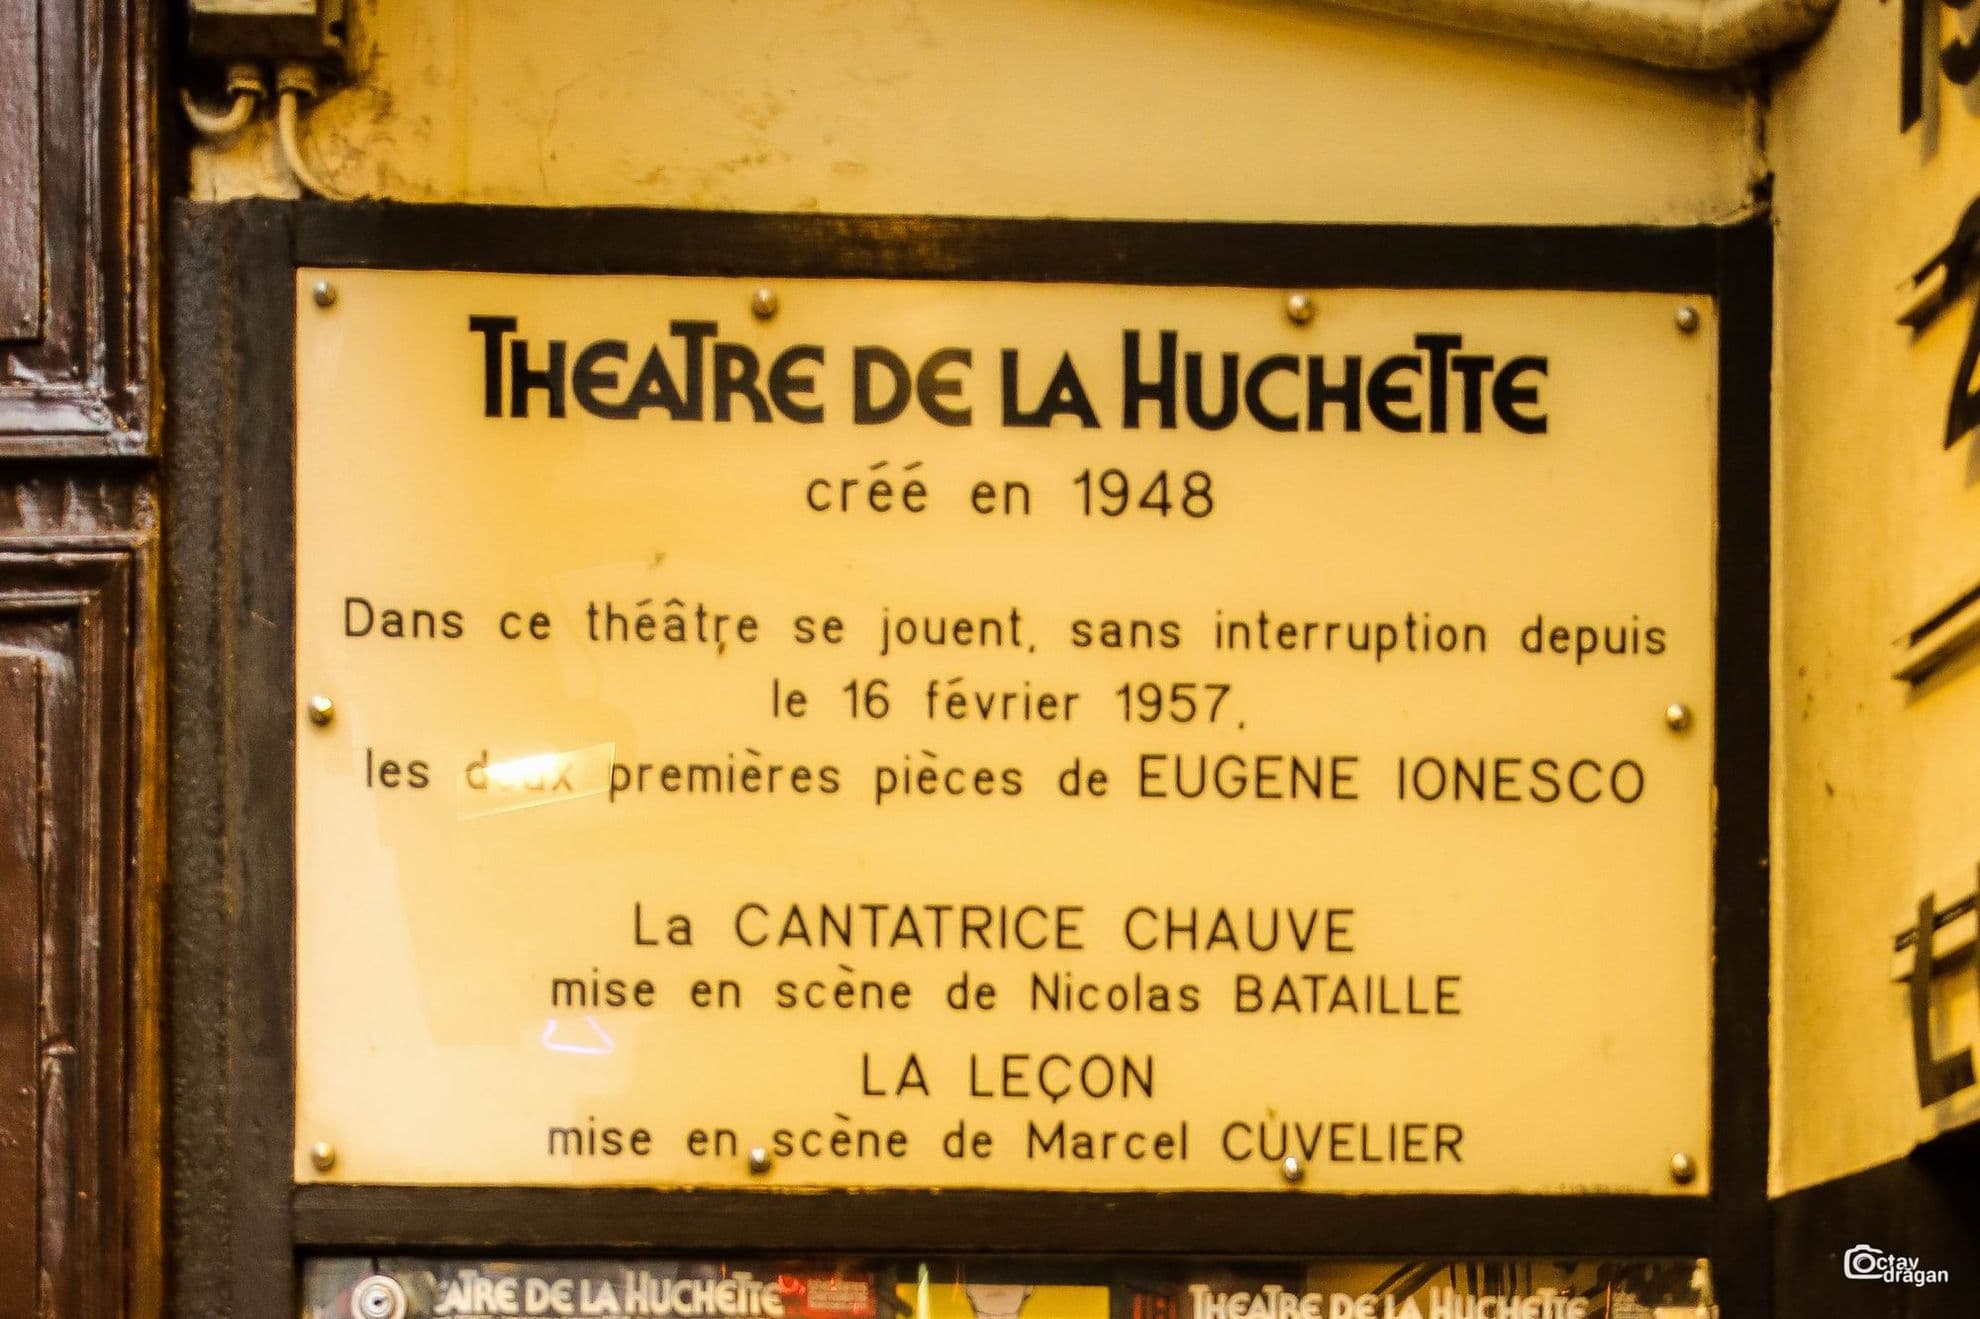 THEATRE DE LA HUCHETTE
créé en 1948
Dans ce théâtre se jouent, sans interruption depuis
le 16 février 1957,
les deux premières pièces de EUGENE IONESCO
La CANTATRICE CHAUVE
mise en scène de Nicolas BATAILLE
LA LEÇON
mise en scène de Marcel CUVELIER
DE LA HUCHETTE
THEATRE DE LA HUCHETTE
Octav
drăgan